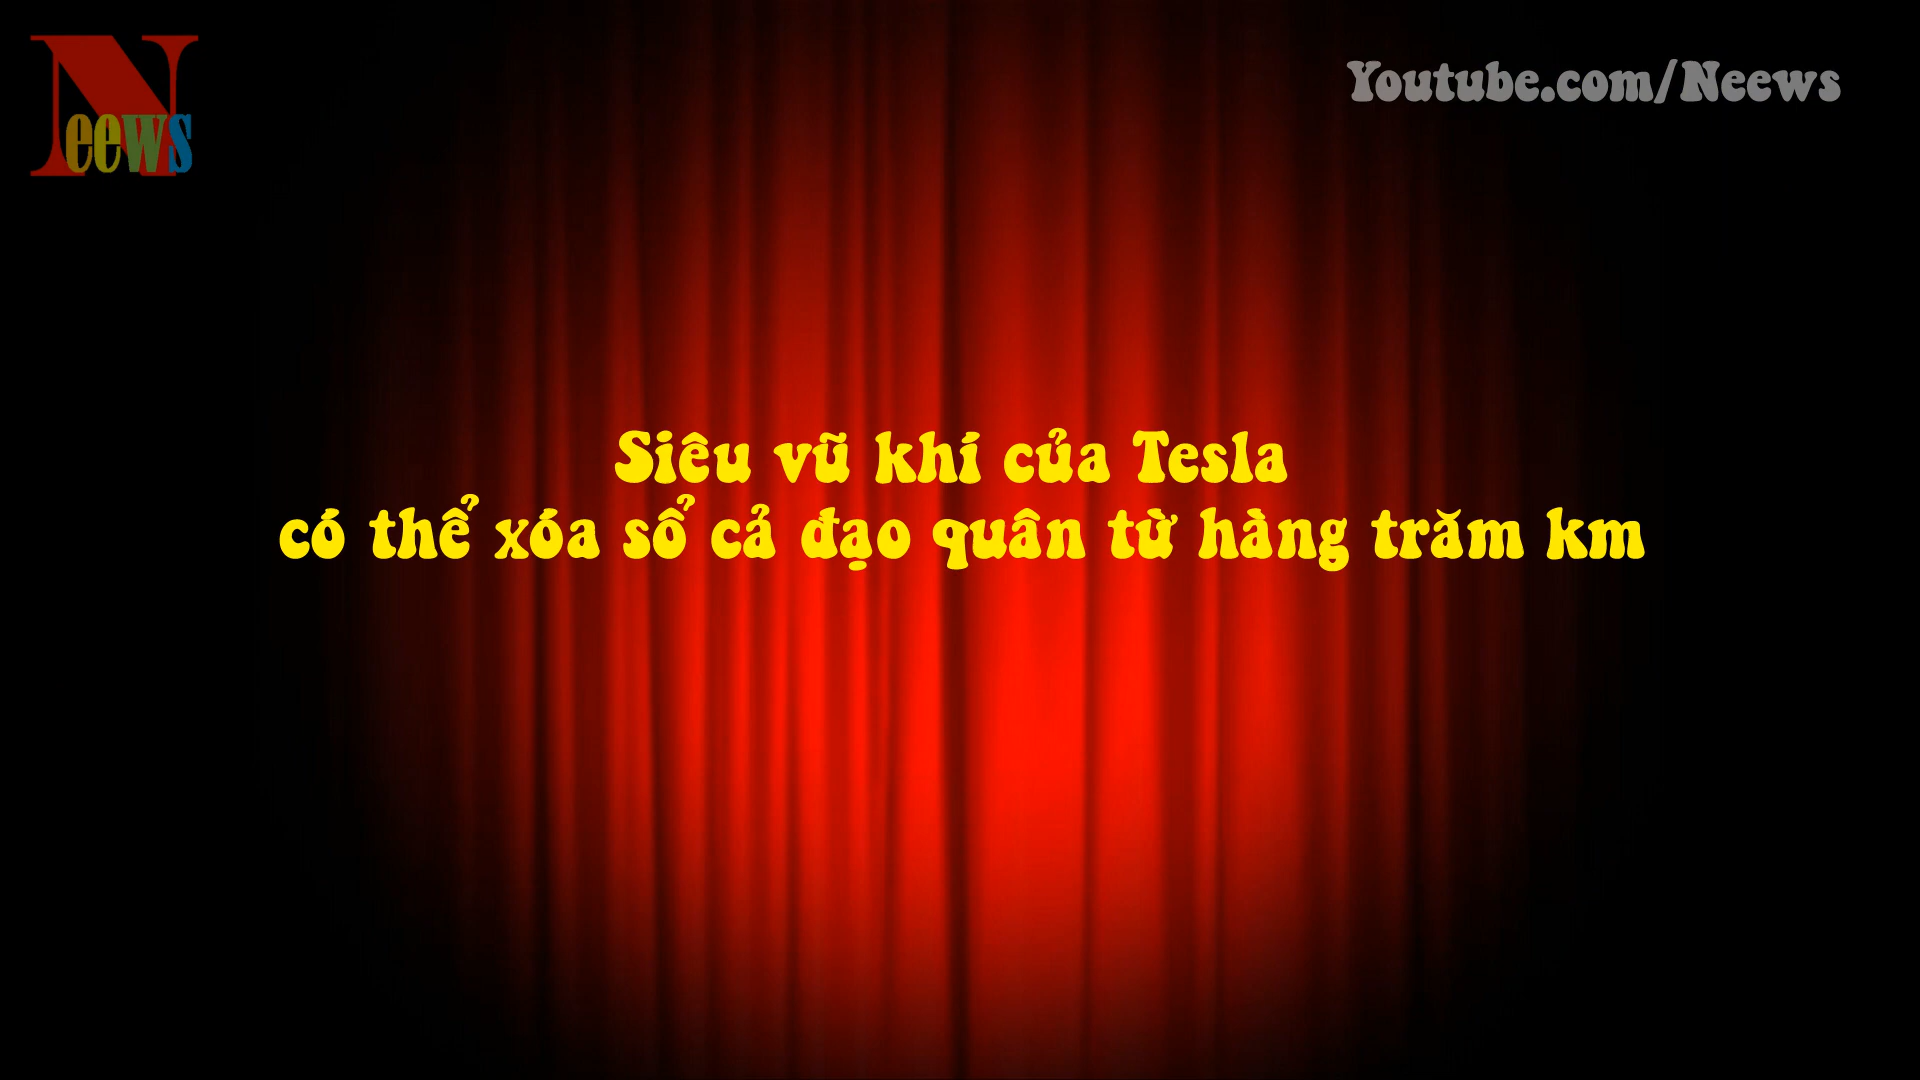 Neews
Youtube.com/Neews
Siêu vũ khí của Tesla
có thể xóa sổ cả đạo quân từ hàng trăm km